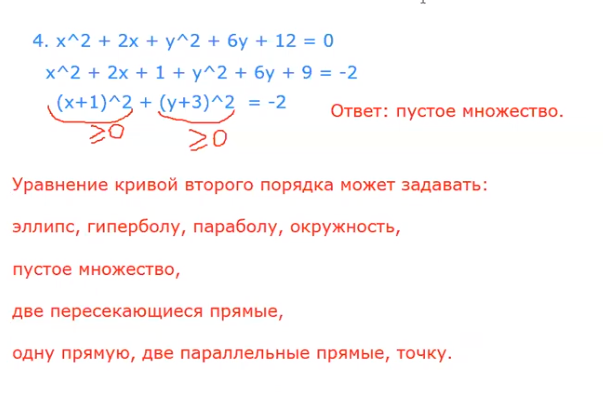 4. x^2 + 2x + y^2 + 6y + 12 = 0
x^2 + 2x + 1 + y^2 + 6y + 9 = -2
(x+1)^2 + (y+3)^2 = -2
≥0 ≥0
Ответ: пустое множество.
Уравнение кривой второго порядка может задавать:
эллипс, гиперболу, параболу, окружность,
пустое множество,
две пересекающиеся прямые,
одну прямую, две параллельные прямые, точку.